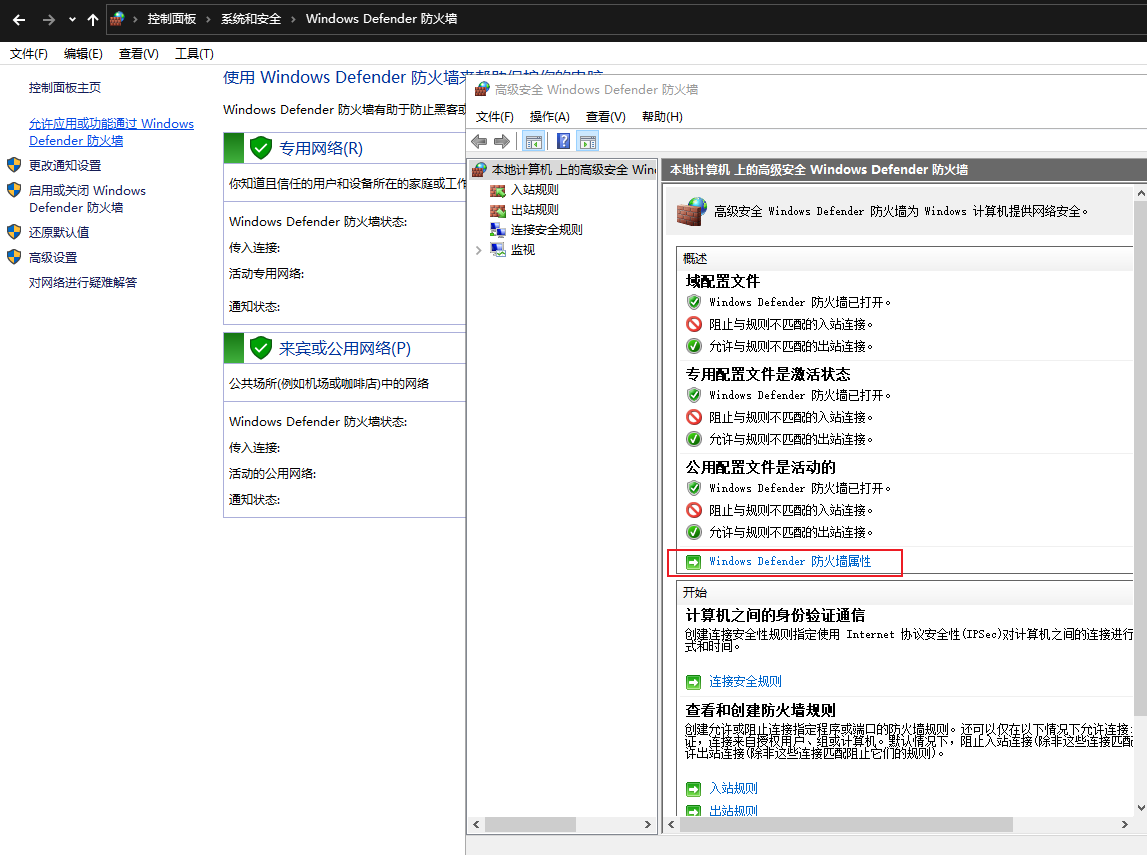 控制面板 › 系统和安全 › Windows Defender 防火墙
文件(F) 编辑(E) 查看(V) 工具(T)
控制面板主页
允许应用或功能通过 Windows
Defender 防火墙
更改通知设置
启用或关闭 Windows
Defender 防火墙
还原默认值
高级设置
对网络进行疑难解答
使用 Windows Defender 防火墙来帮助保护你的电脑
Windows Defender 防火墙有助于防止黑客或
专用网络(R)
你知道且信任的用户和设备所在的家庭或工作
Windows Defender 防火墙状态:
传入连接:
活动专用网络:
通知状态:
来宾或公用网络(P)
公共场所(例如机场或咖啡店)中的网络
Windows Defender 防火墙状态:
传入连接:
活动的公用网络:
通知状态:
高级安全 Windows Defender 防火墙
文件(F) 操作(A) 查看(V) 帮助(H)
本地计算机 上的高级安全 Win
入站规则
出站规则
连接安全规则
监视
本地计算机 上的高级安全 Windows Defender 防火墙
高级安全 Windows Defender 防火墙为 Windows 计算机提供网络安全。
概述
域配置文件
Windows Defender 防火墙已打开。
阻止与规则不匹配的入站连接。
允许与规则不匹配的出站连接。
专用配置文件是激活状态
Windows Defender 防火墙已打开。
阻止与规则不匹配的入站连接。
允许与规则不匹配的出站连接。
公用配置文件是活动的
Windows Defender 防火墙已打开。
阻止与规则不匹配的入站连接。
允许与规则不匹配的出站连接。
Windows Defender 防火墙属性
开始
计算机之间的身份验证通信
创建连接安全性规则指定使用 Internet 协议安全性(IPSec)对计算机之间的连接进行
式和时间。
连接安全规则
查看和创建防火墙规则
创建允许或阻止连接指定程序或端口的防火墙规则。还可以仅在以下情况下允许连接:
证，连接来自授权用户、组或计算机。默认情况下，阻止入站连接(除非这些连接匹配
许出站连接(除非这些连接匹配阻止它们的规则)。
入站规则
出站规则